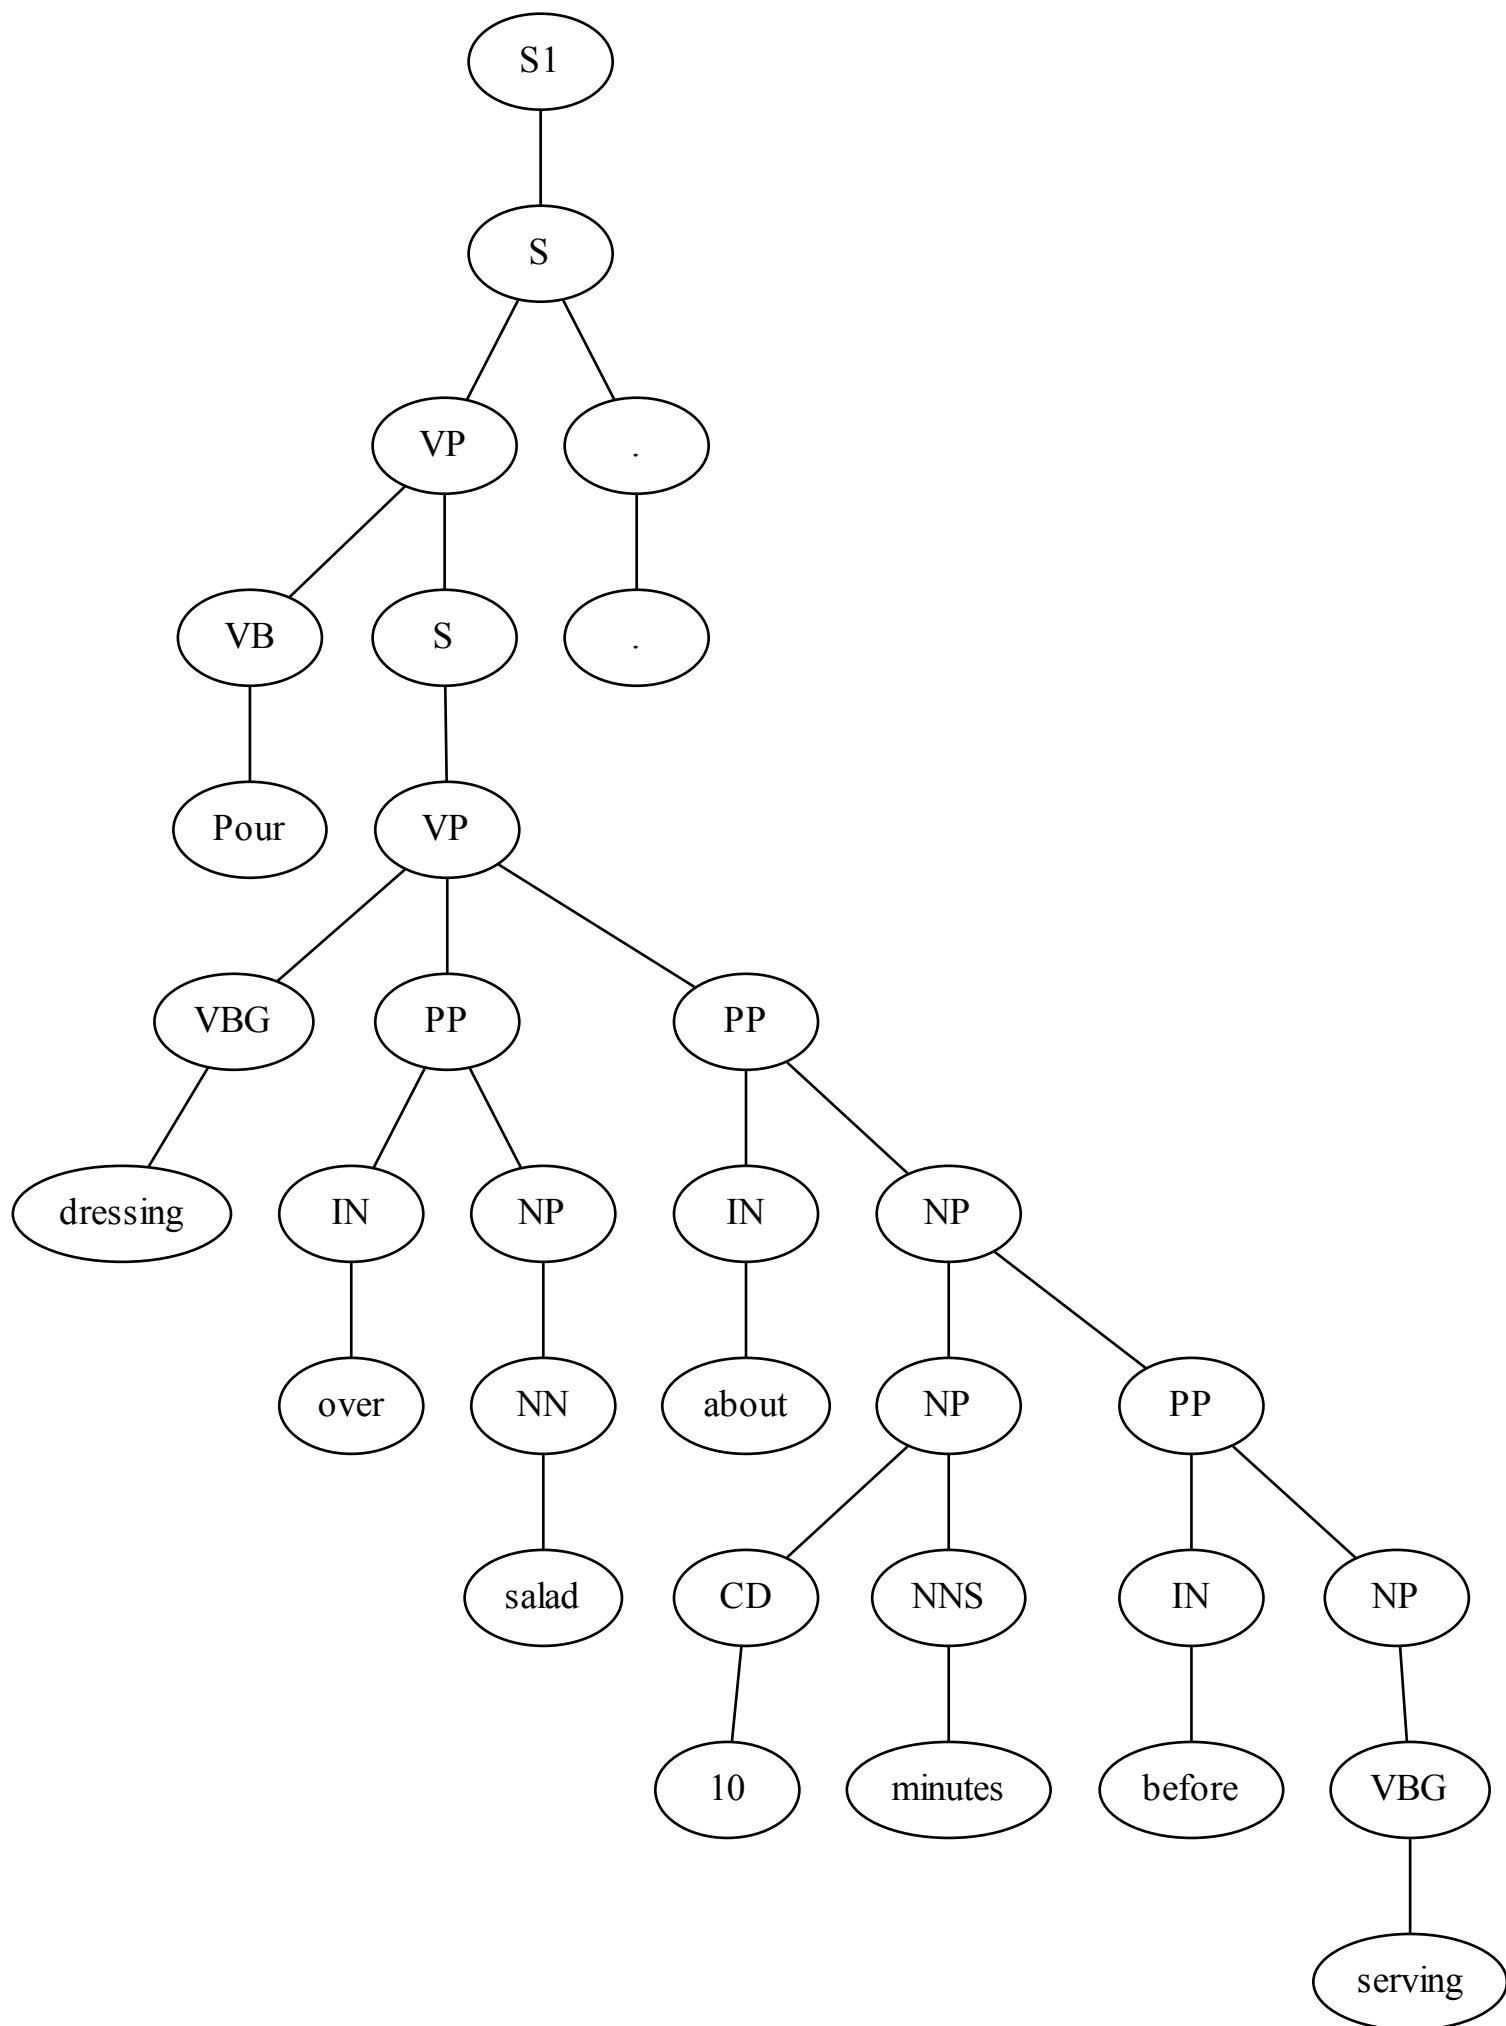 S1
S
VP .
VB S .
Pour VP
VBG PP PP
dressing IN NP IN NP
over NN about NP PP
salad CD NNS IN NP
10 minutes before VBG
serving